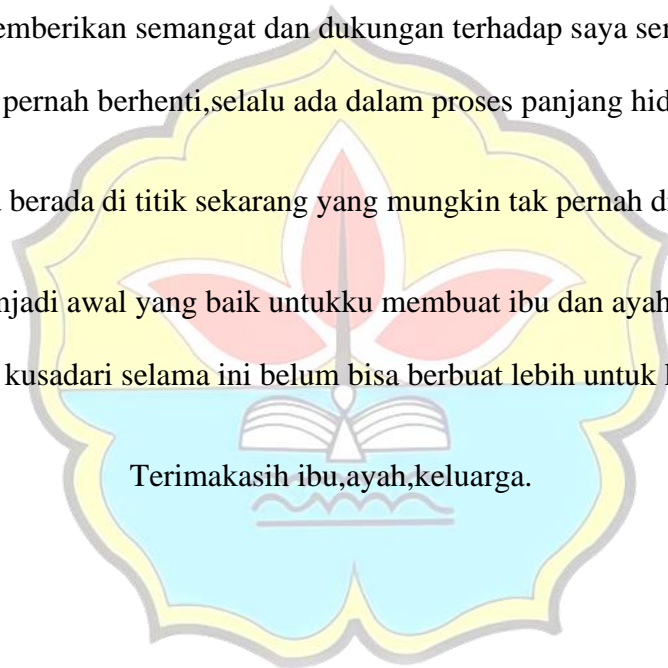 emberikan semangat dan dukungan terhadap saya
pernah berhenti,selalu ada dalam proses panjang
berada di titik sekarang yang mungkin tak pernah
njadi awal yang baik untukku membuat ibu dan ayah
kusadari selama ini belum bisa berbuat lebih untuk
Terimakasih ibu,ayah,keluarga.